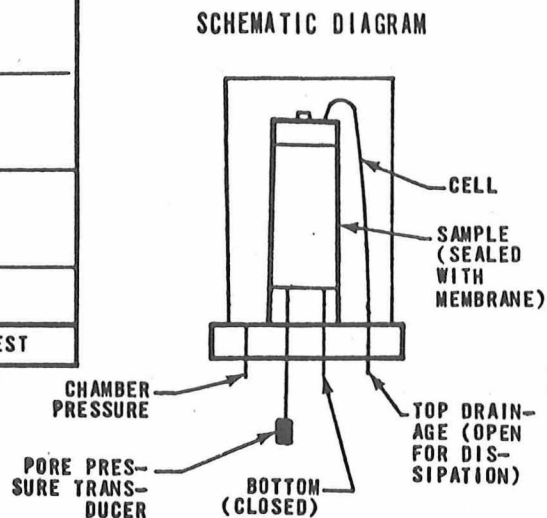 SCHEMATIC DIAGRAM
CELL
SAMPLE
(SEALED
WITH
MEMBRANE)
EST
CHAMBER
PRESSURE
TOP DRAIN-
AGE (OPEN
FOR DIS-
SIPATION)
PORE PRES-
SURE TRANS-
DUCER
BOTTOM
(CLOSED)